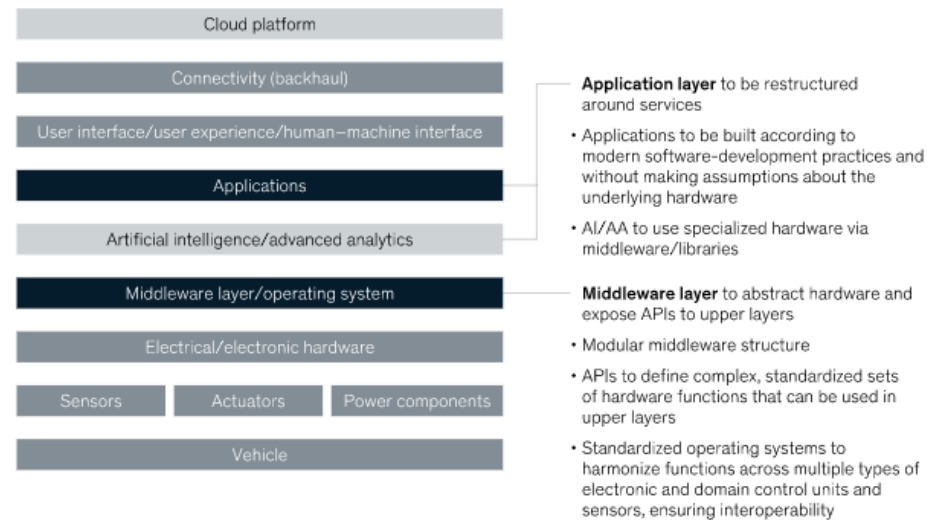 Cloud platform
Connectivity (backhaul)
User interface/user experience/human–machine interface
Applications
Artificial intelligence/advanced analytics
Middleware layer/operating system
Electrical/electronic hardware
Sensors
Actuators
Power components
Vehicle
Application layer to be restructured
around services
• Applications to be built according to
modern software-development practices and
without making assumptions about the
underlying hardware
• AI/AA to use specialized hardware via
middleware/libraries
Middleware layer to abstract hardware and
expose APIs to upper layers
• Modular middleware structure
• APIs to define complex, standardized sets
of hardware functions that can be used in
upper layers
• Standardized operating systems to
harmonize functions across multiple types of
electronic and domain control units and
sensors, ensuring interoperability